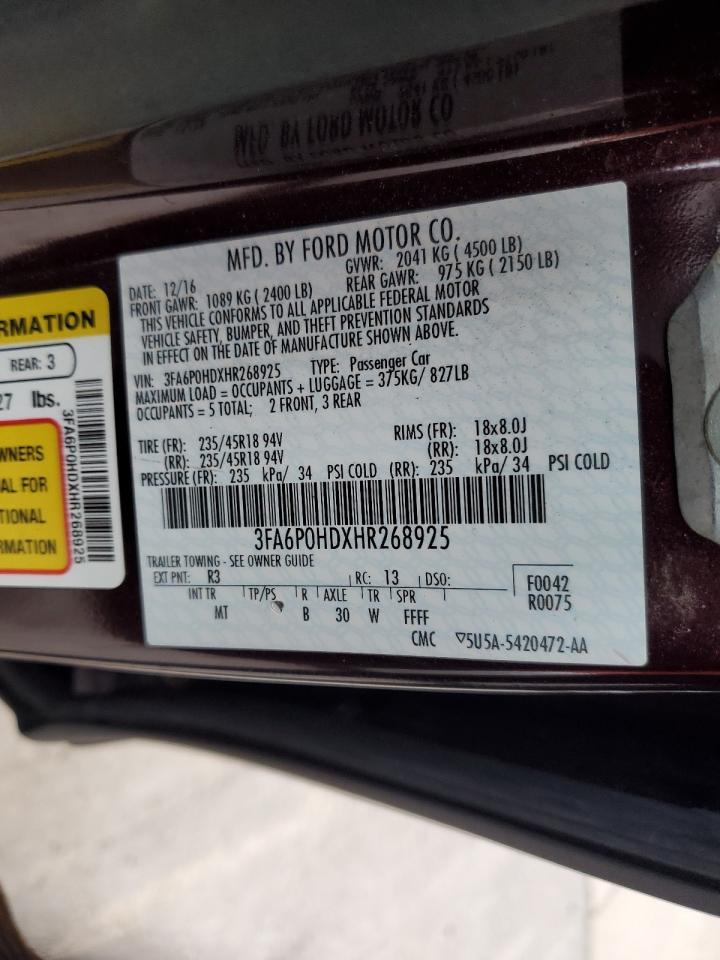 MFD. BY FORD MOTOR CO.
DATE: 12/16 GVWR: 2041 KG ( 4500 LB)
FRONT GAWR: 1089 KG ( 2400 LB) REAR GAWR: 975 KG ( 2150 LB)
THIS VEHICLE CONFORMS TO ALL APPLICABLE FEDERAL MOTOR
VEHICLE SAFETY, BUMPER, AND THEFT PREVENTION STANDARDS
IN EFFECT ON THE DATE OF MANUFACTURE SHOWN ABOVE.
VIN: 3FA6P0HDXHR268925 TYPE: Passenger Car
MAXIMUM LOAD = OCCUPANTS + LUGGAGE = 375KG/ 827LB
OCCUPANTS = 5 TOTAL; 2 FRONT, 3 REAR
TIRE (FR): 235/45R18 94V RIMS (FR): 18x8.0J
(RR): 235/45R18 94V (RR): 18x8.0J
PRESSURE (FR): 235 kPa/ 34 PSI COLD (RR): 235 kPa/ 34 PSI COLD
3FA6P0HDXHR268925
TRAILER TOWING - SEE OWNER GUIDE
EXT PNT: R3 RC: 13 DSO: F0042
INT TR TP/PS R AXLE TR SPR R0075
MT B 30 W FFFF
CMC ▽5U5A-5420472-AA
RMATION
REAR: 3
27 lbs.
WNERS
AL FOR
TIONAL
RMATION
3FA6P0HDXHR268925